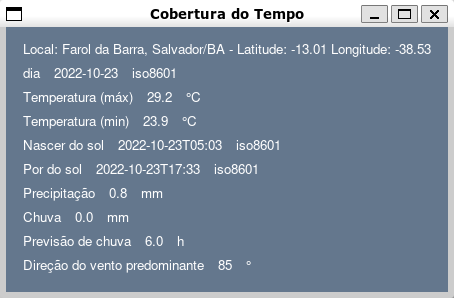 Cobertura do Tempo
Local: Farol da Barra, Salvador/BA - Latitude: -13.01 Longitude: -38.53
dia 2022-10-23 iso8601
Temperatura (máx) 29.2 °C
Temperatura (min) 23.9 °C
Nascer do sol 2022-10-23T05:03 iso8601
Por do sol 2022-10-23T17:33 iso8601
Precipitação 0.8 mm
Chuva 0.0 mm
Previsão de chuva 6.0 h
Direção do vento predominante 85 °